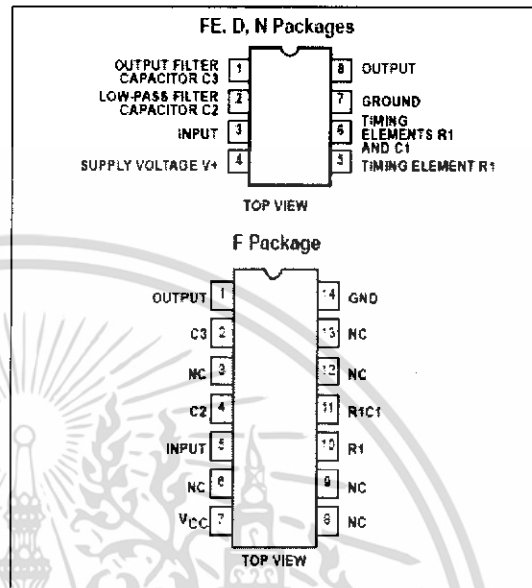 FE, D, N Packages
OUTPUT FILTER
CAPACITOR C3
1
8
OUTPUT
LOW-PASS FILTER
CAPACITOR C2
2
7
GROUND
INPUT
3
6
TIMING
ELEMENTS R1
AND C1
SUPPLY VOLTAGE V+
4
5
TIMING ELEMENT R1
TOP VIEW
F Package
OUTPUT
1
14
GND
C3
2
13
NC
NC
3
12
NC
C2
4
11
R1C1
INPUT
5
10
R1
NC
6
9
NC
VCC
7
8
NC
TOP VIEW